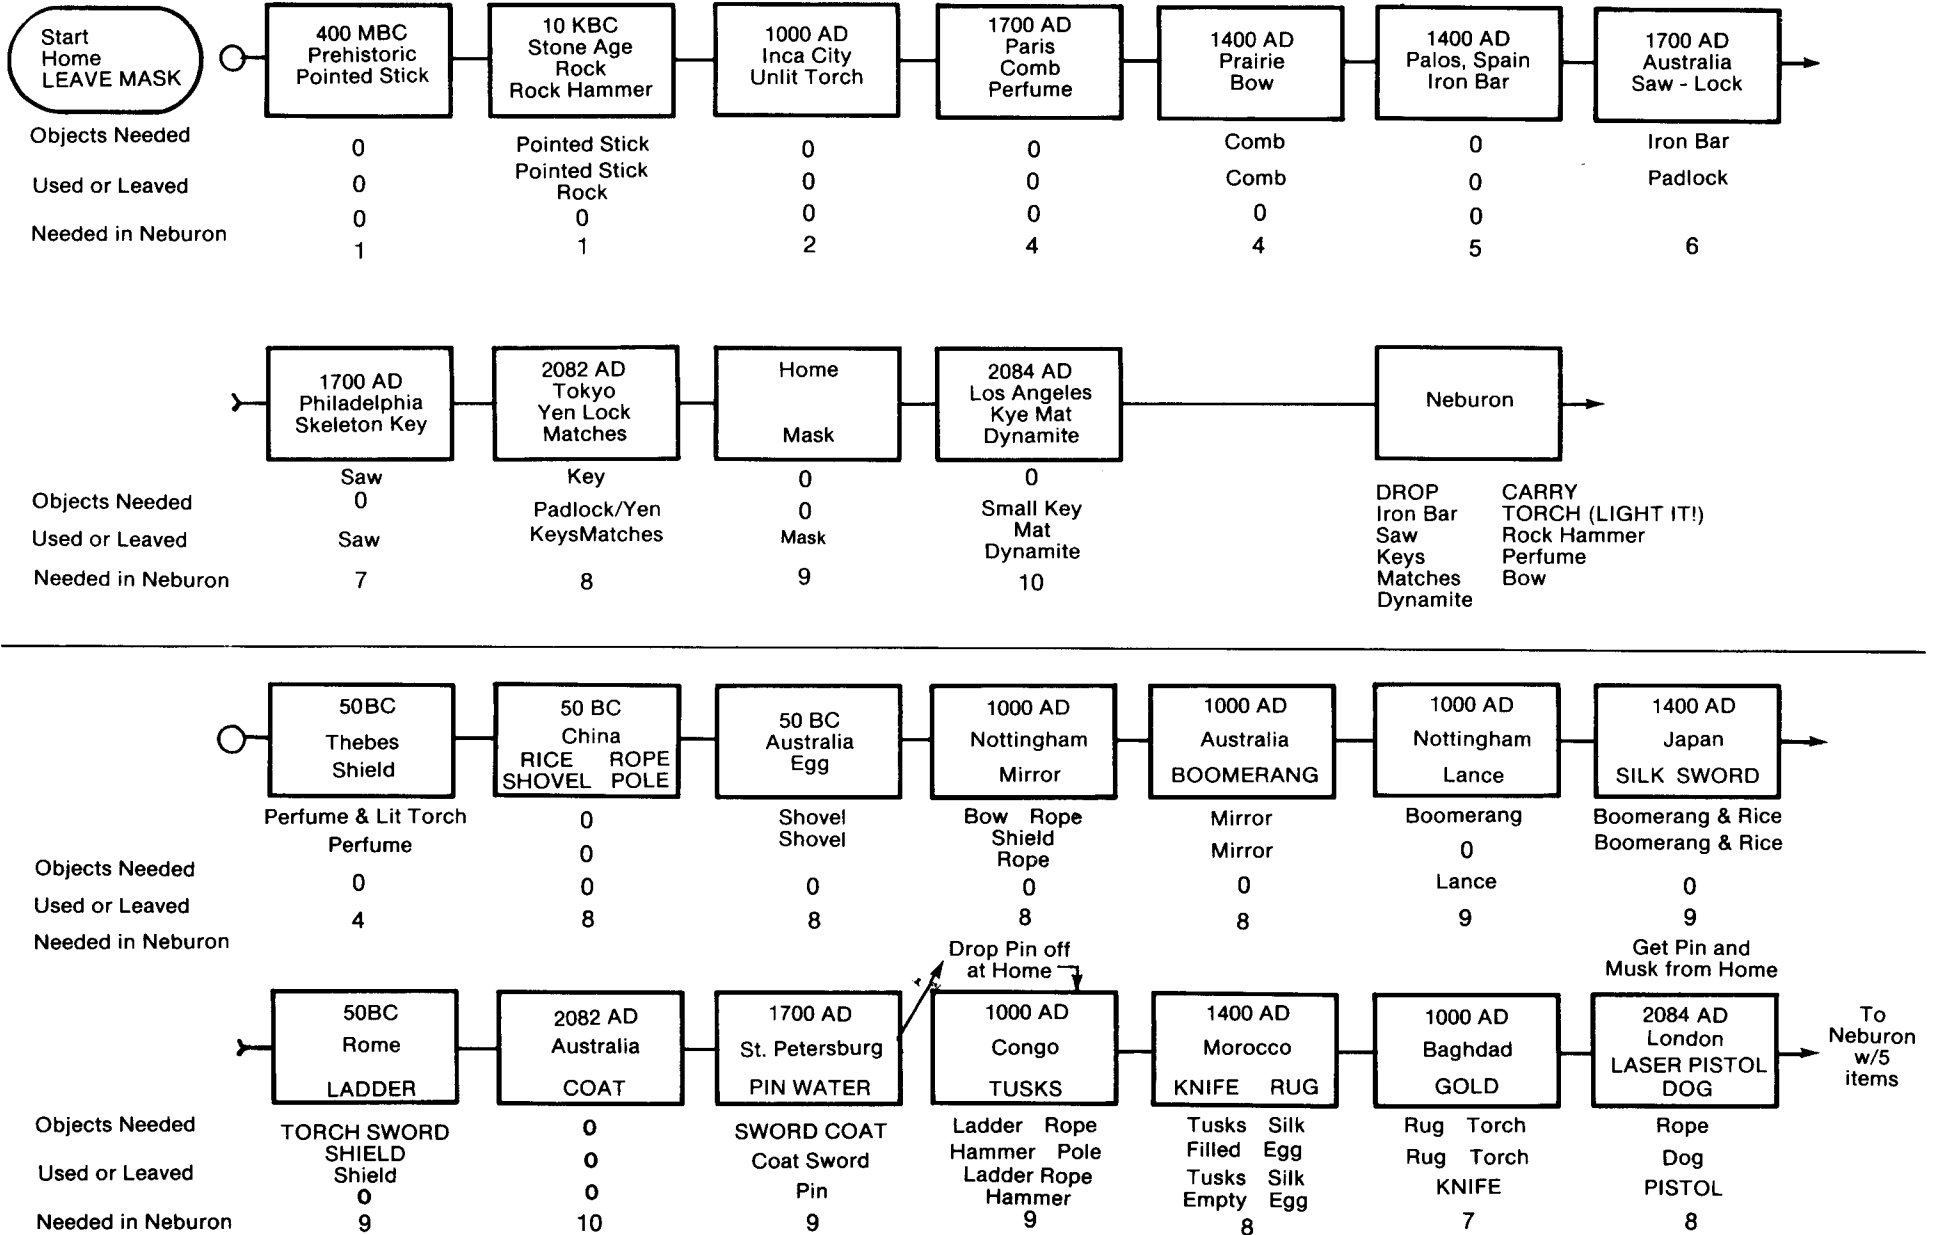 Start
Home
LEAVE MASK
400 MBC
Prehistoric
Pointed Stick
10 KBC
Stone Age
Rock
Rock Hammer
1000 AD
Inca City
Unlit Torch
1700 AD
Paris
Comb
Perfume
1400 AD
Prairie
Bow
1400 AD
Palos, Spain
Iron Bar
1700 AD
Australia
Saw - Lock
Objects Needed
Used or Leaved
Needed in Neburon
0
0
0
1
Pointed Stick
Pointed Stick
Rock
0
1
0
0
0
2
0
0
0
4
Comb
Comb
0
4
0
0
0
5
Iron Bar
Padlock
6
1700 AD
Philadelphia
Skeleton Key
2082 AD
Tokyo
Yen Lock
Matches
Home
Mask
2084 AD
Los Angeles
Kye Mat
Dynamite
Neburon
Objects Needed
Used or Leaved
Needed in Neburon
Saw
0
Saw
7
Key
Padlock/Yen
KeysMatches
8
0
0
Mask
9
0
Small Key
Mat
Dynamite
10
DROP
Iron Bar
Saw
Keys
Matches
Dynamite
CARRY
TORCH (LIGHT IT!)
Rock Hammer
Perfume
Bow
50BC
Thebes
Shield
50 BC
China
RICE ROPE
SHOVEL POLE
50 BC
Australia
Egg
1000 AD
Nottingham
Mirror
1000 AD
Australia
BOOMERANG
1000 AD
Nottingham
Lance
1400 AD
Japan
SILK SWORD
Objects Needed
Used or Leaved
Needed in Neburon
Perfume & Lit Torch
Perfume
0
4
0
0
0
8
Shovel
Shovel
0
8
Bow Rope
Shield
Rope
0
8
Mirror
Mirror
0
8
Boomerang
0
Lance
9
Boomerang & Rice
Boomerang & Rice
0
9
Drop Pin off
at Home
Get Pin and
Musk from Home
50BC
Rome
LADDER
2082 AD
Australia
COAT
1700 AD
St. Petersburg
PIN WATER
1000 AD
Congo
TUSKS
1400 AD
Morocco
KNIFE RUG
1000 AD
Baghdad
GOLD
2084 AD
London
LASER PISTOL
DOG
To
Neburon
w/5
items
Objects Needed
Used or Leaved
Needed in Neburon
TORCH SWORD
SHIELD
Shield
0
9
0
0
0
10
SWORD COAT
Coat Sword
Pin
9
Ladder Rope
Hammer Pole
Ladder Rope
Hammer
9
Tusks Silk
Filled Egg
Tusks Silk
Empty Egg
8
Rug Torch
Rug Torch
KNIFE
7
Rope
Dog
PISTOL
8